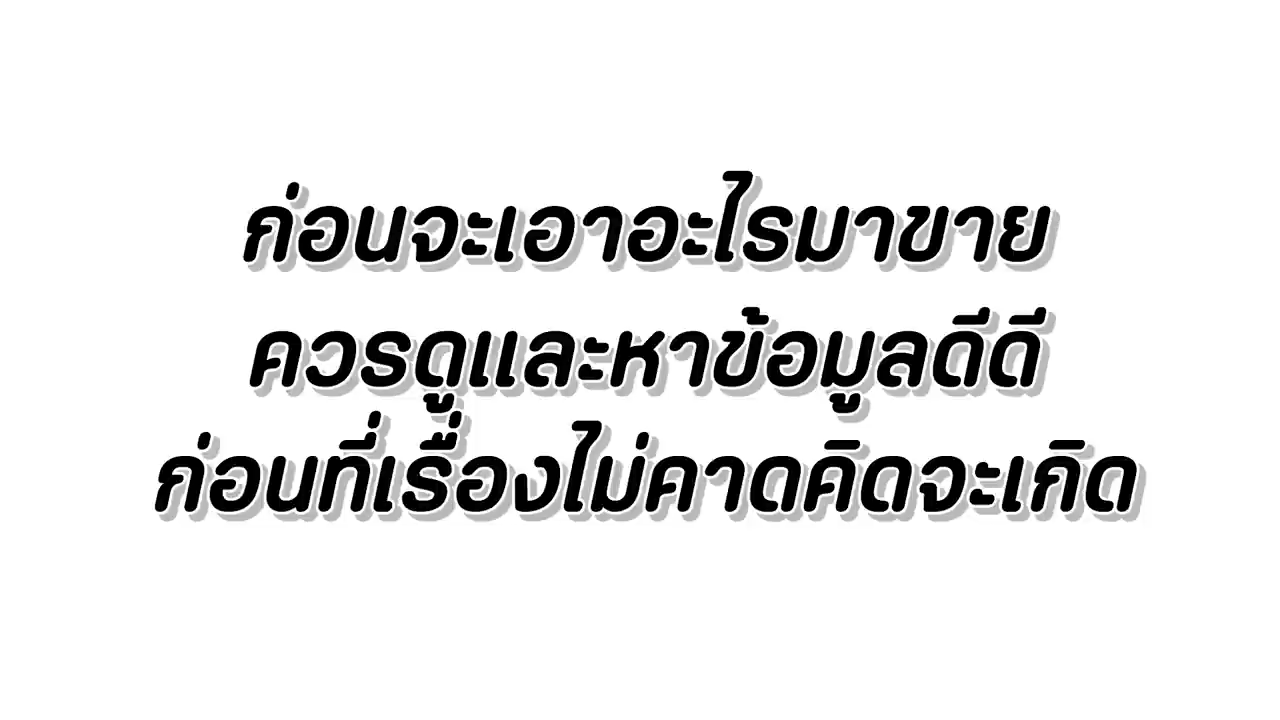 ก่อนจะเอาอะไรมาขาย
ควรดูและหาข้อมูลดีดี
ก่อนที่เรื่องไม่คาดคิดจะเกิด